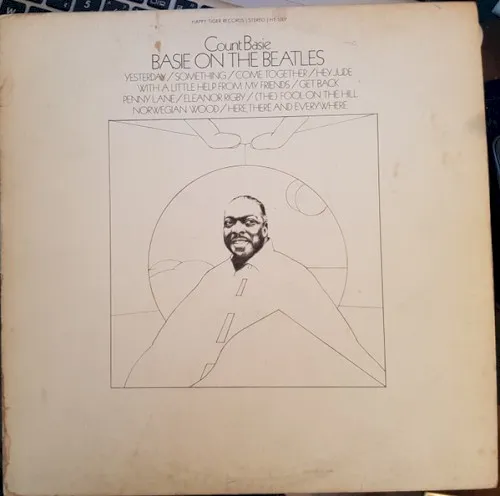 HAPPY TIGER RECORDS / STEREO / HT-1007
Count Basie
BASIE ON THE BEATLES
YESTERDAY / SOMETHING / COME TOGETHER / HEY JUDE
WITH A LITTLE HELP FROM MY FRIENDS / GET BACK
PENNY LANE / ELEANOR RIGBY / (THE) FOOL ON THE HILL
NORWEGIAN WOOD / HERE, THERE AND EVERYWHERE